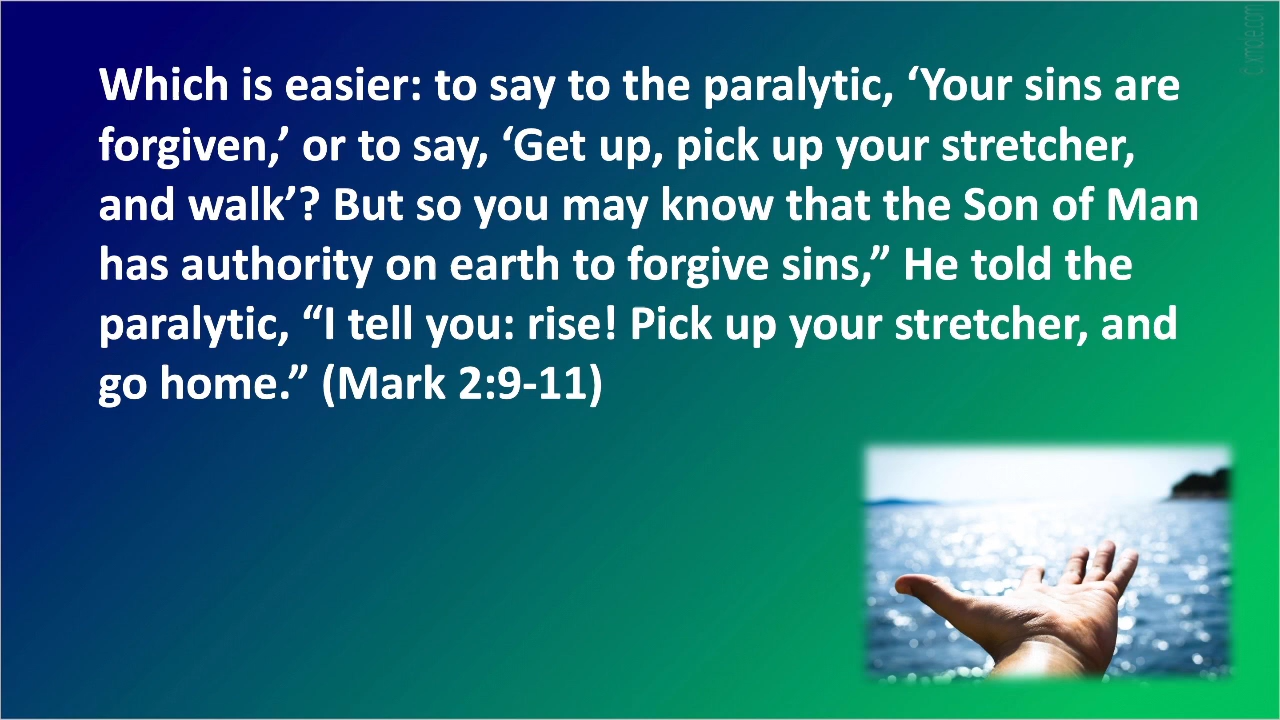 Which is easier: to say to the paralytic, ‘Your sins are
forgiven,’ or to say, ‘Get up, pick up your stretcher,
and walk’? But so you may know that the Son of Man
has authority on earth to forgive sins,” He told the
paralytic, “I tell you: rise! Pick up your stretcher, and
go home.” (Mark 2:9-11)